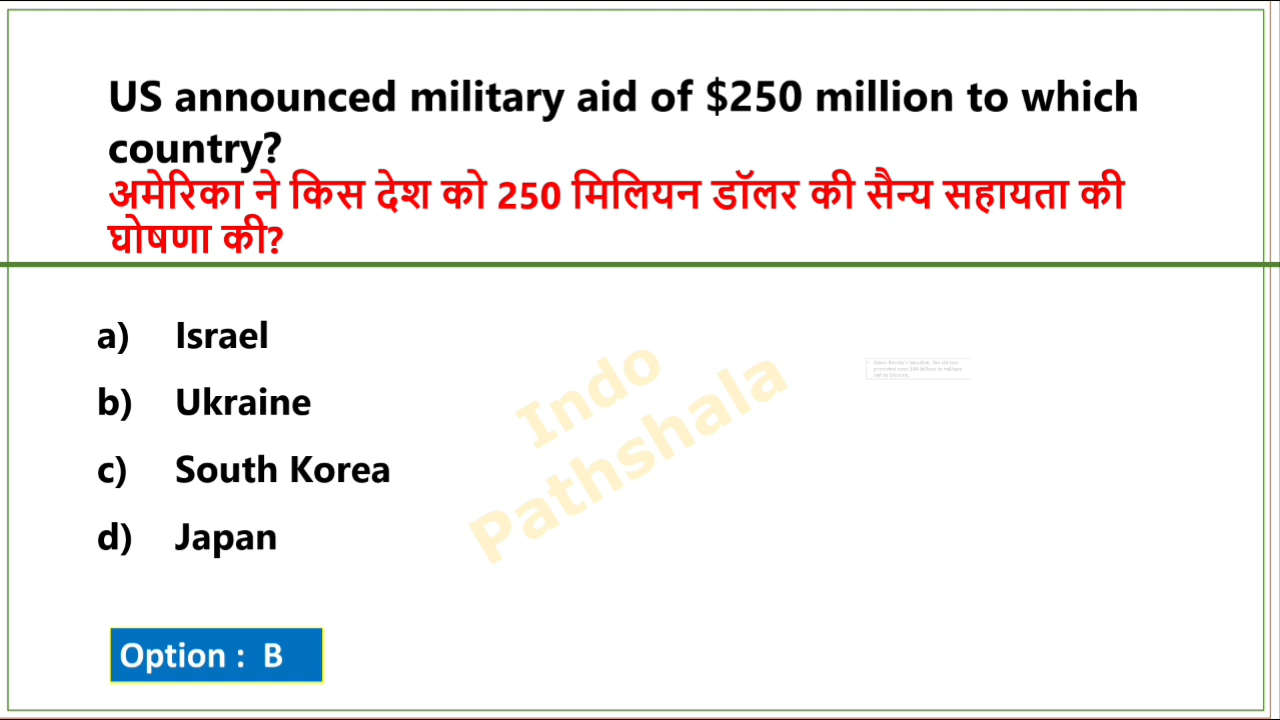 US announced military aid of $250 million to which
country?
अमेरिका ने किस देश को 250 मिलियन डॉलर की सैन्य सहायता की
घोषणा की?
a) Israel
b) Ukraine
c) South Korea
d) Japan
Indo
Pathshala
Option : B